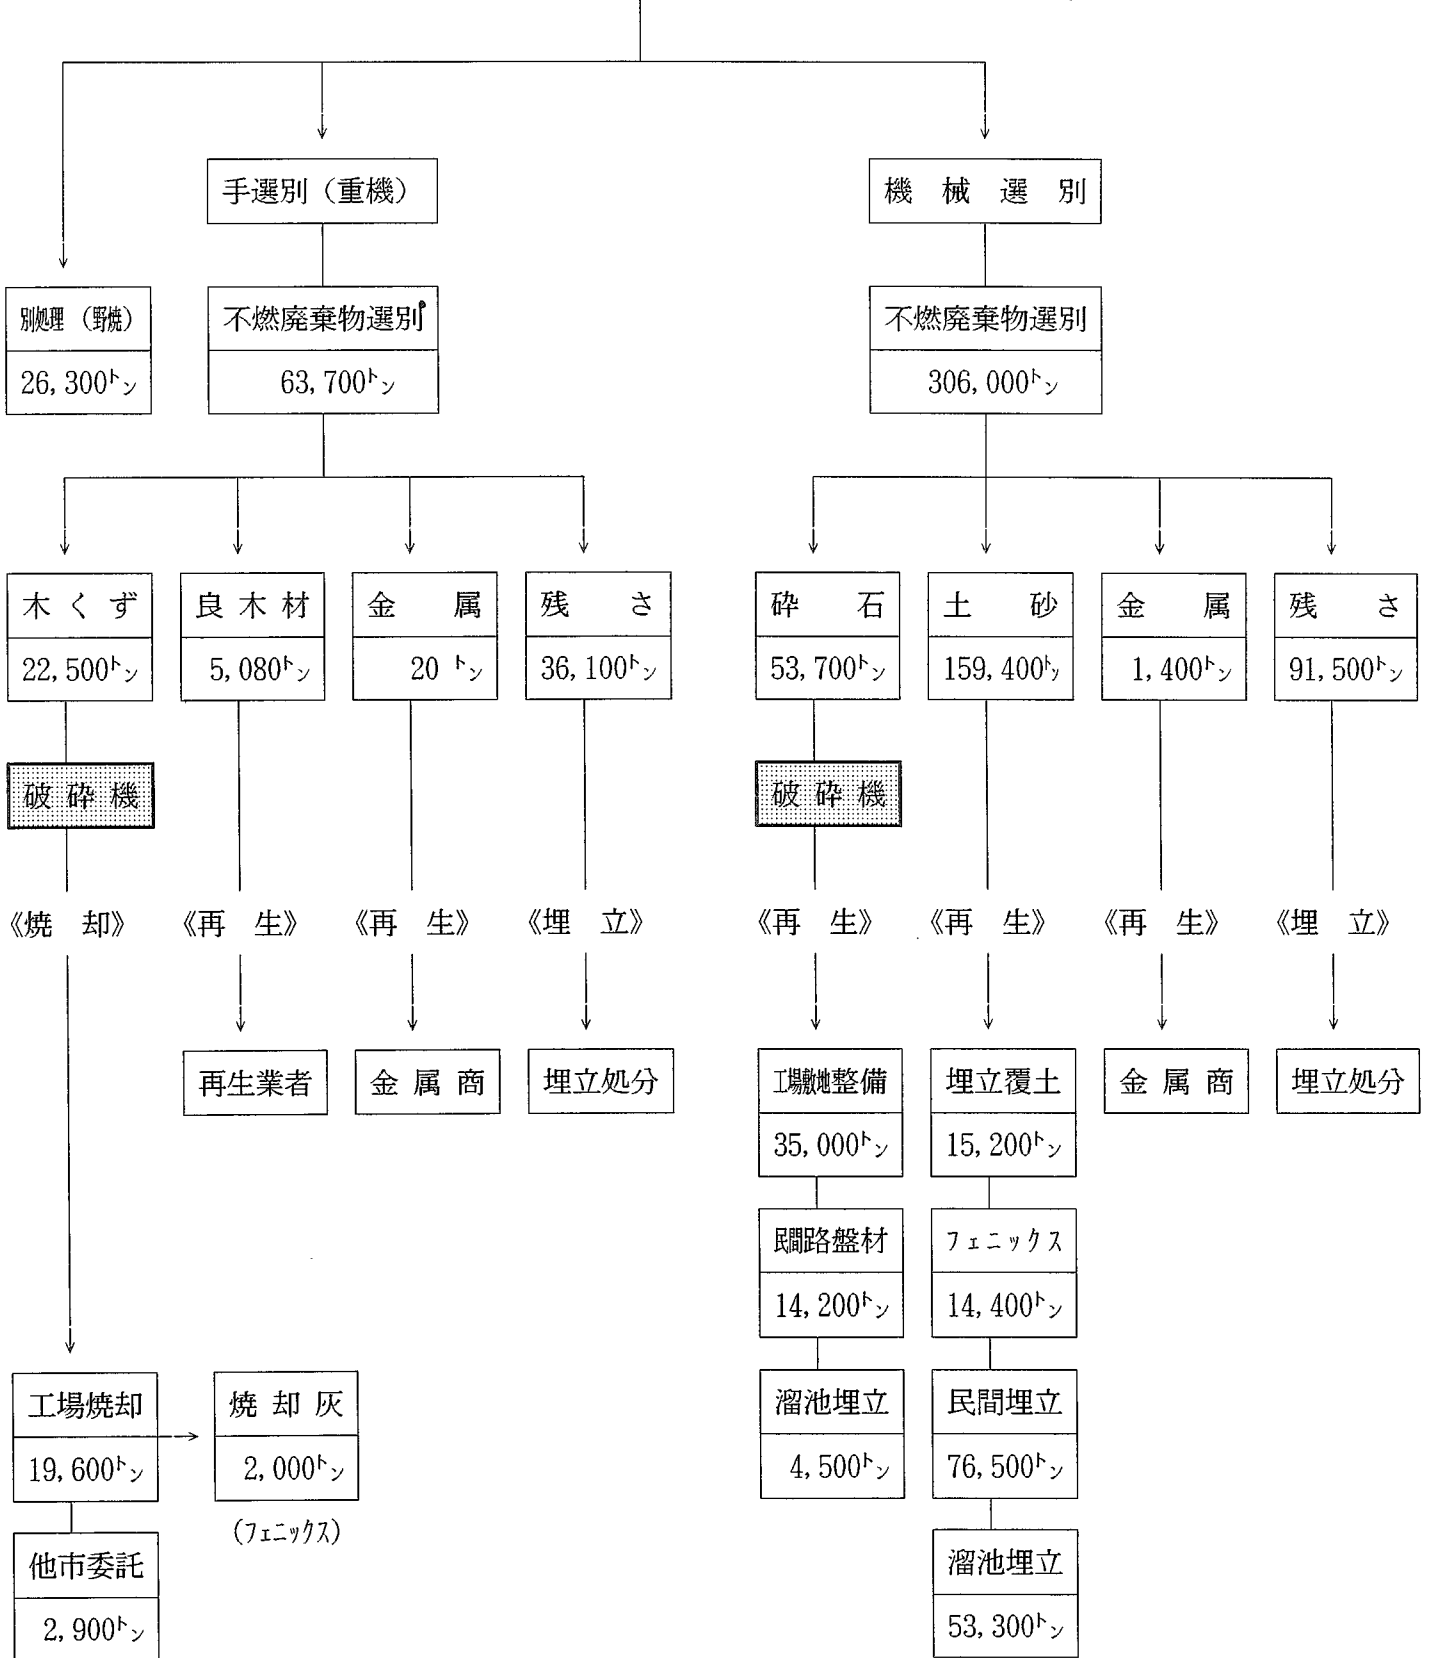 手選別（重機）
機械選別
別処理（野焼）
不燃廃棄物選別
不燃廃棄物選別
26,300トン
63,700トン
306,000トン
木くず
良木材
金属
残さ
砕石
土砂
金属
残さ
22,500トン
5,080トン
20トン
36,100トン
53,700トン
159,400トン
1,400トン
91,500トン
破砕機
破砕機
《焼却》
《再生》
《再生》
《埋立》
《再生》
《再生》
《再生》
《埋立》
再生業者
金属商
埋立処分
工場敷地整備
埋立覆土
金属商
埋立処分
35,000トン
15,200トン
民間路盤材
フェニックス
14,200トン
14,400トン
工場焼却
焼却灰
溜池埋立
民間埋立
19,600トン
2,000トン
4,500トン
76,500トン
（フェニックス）
他市委託
溜池埋立
2,900トン
53,300トン